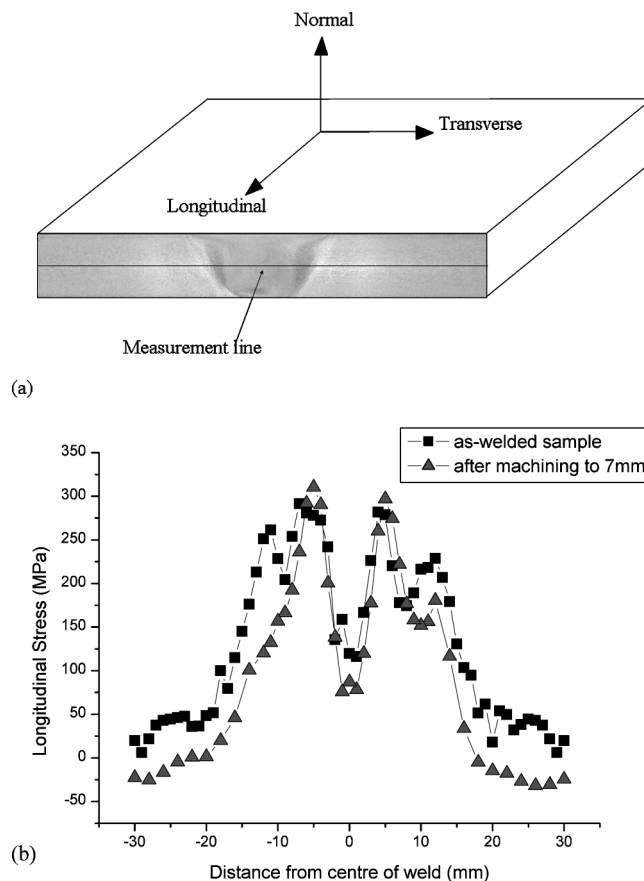 Normal
Transverse
Longitudinal
Measurement line
(a)
as-welded sample
after machining to 7mm
350
300
250
200
150
100
50
0
-50
Longitudinal Stress (MPa)
-30 -20 -10 0 10 20 30
Distance from centre of weld (mm)
(b)